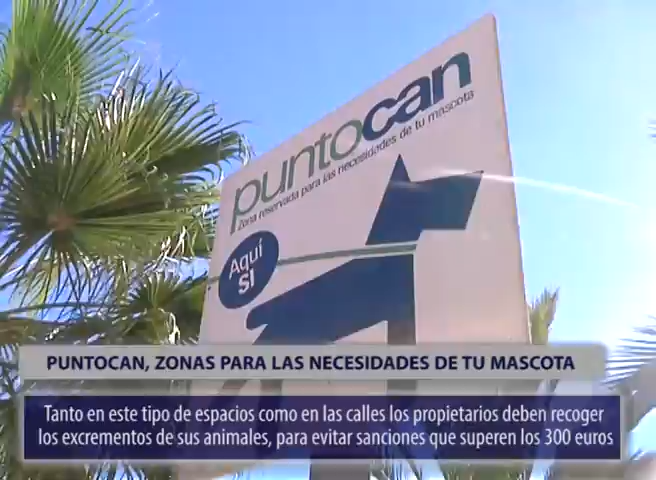 puntocan
Zona reservada para las necesidades de tu mascota
Aquí
SI
PUNTOCAN, ZONAS PARA LAS NECESIDADES DE TU MASCOTA
Tanto en este tipo de espacios como en las calles los propietarios deben recoger
los excrementos de sus animales, para evitar sanciones que superen los 300 euros